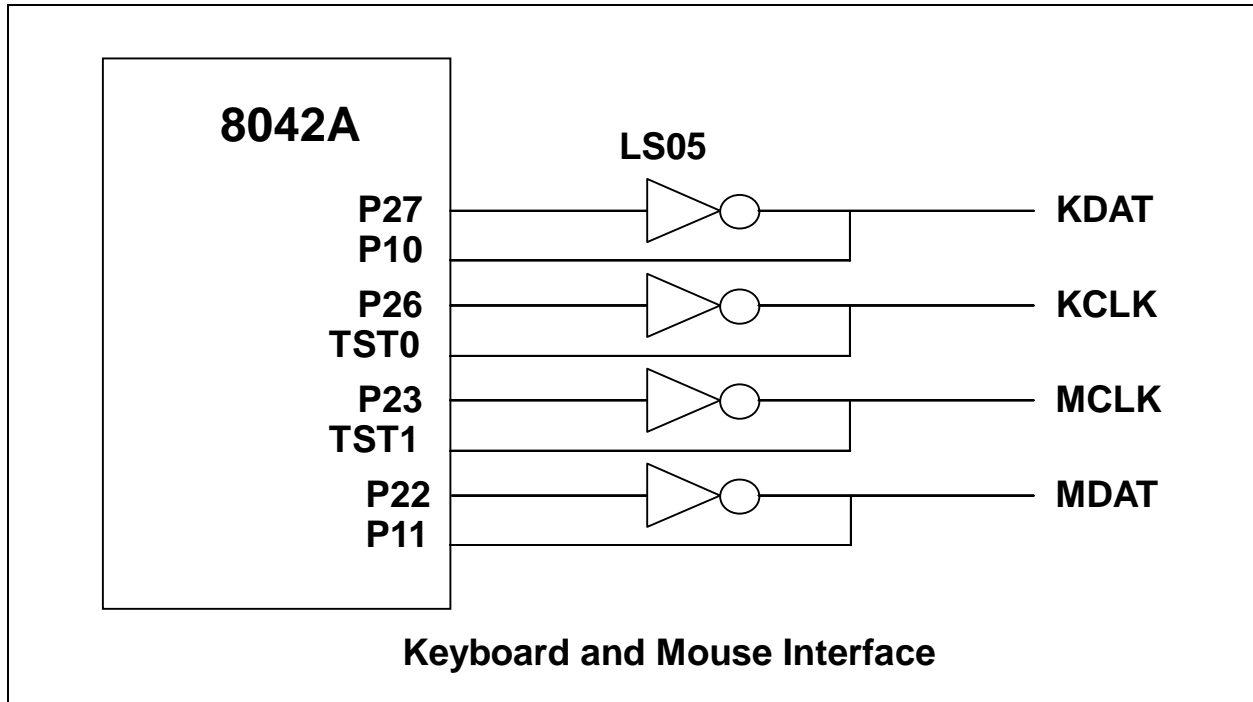 8042A
LS05
P27
KDAT
P10
P26
KCLK
TST0
P23
MCLK
TST1
P22
MDAT
P11
Keyboard and Mouse Interface